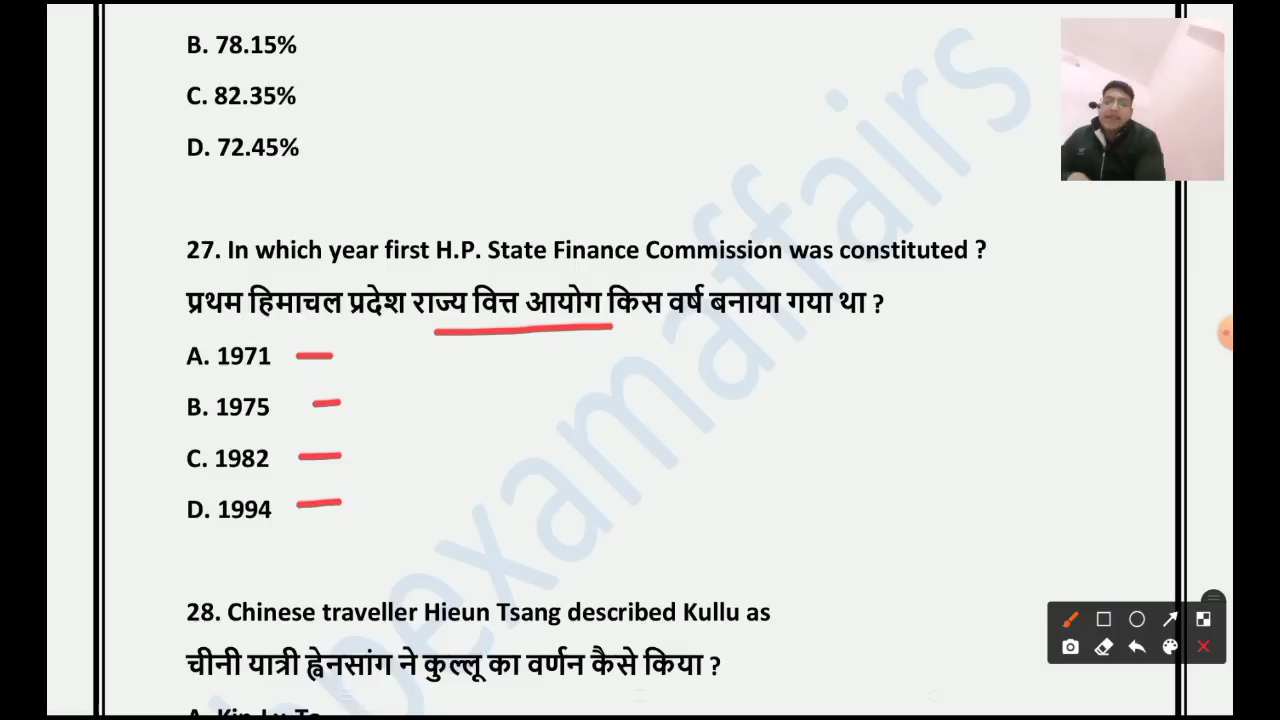 B. 78.15%
C. 82.35%
D. 72.45%
27. In which year first H.P. State Finance Commission was constituted ?
प्रथम हिमाचल प्रदेश राज्य वित्त आयोग किस वर्ष बनाया गया था ?
A. 1971
B. 1975
C. 1982
D. 1994
28. Chinese traveller Hieun Tsang described Kullu as
चीनी यात्री ह्वेनसांग ने कुल्लू का वर्णन कैसे किया ?
pexamaffairs